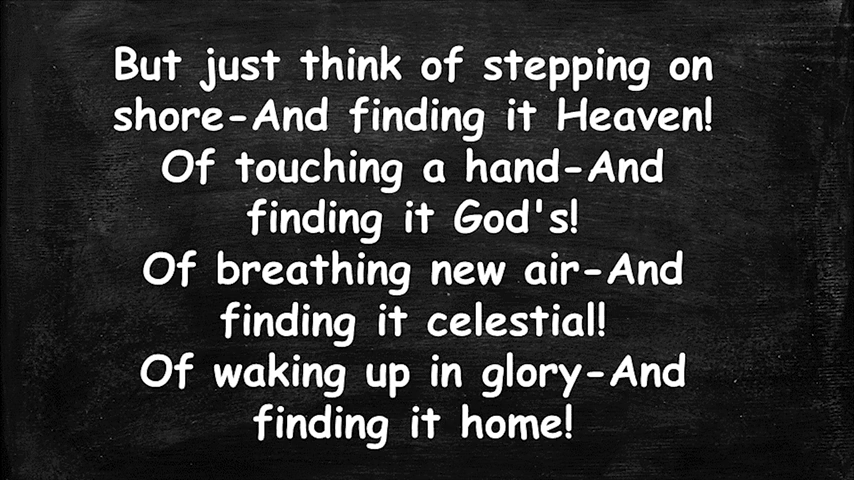 But just think of stepping on
shore-And finding it Heaven!
Of touching a hand-And
finding it God's!
Of breathing new air-And
finding it celestial!
Of waking up in glory-And
finding it home!